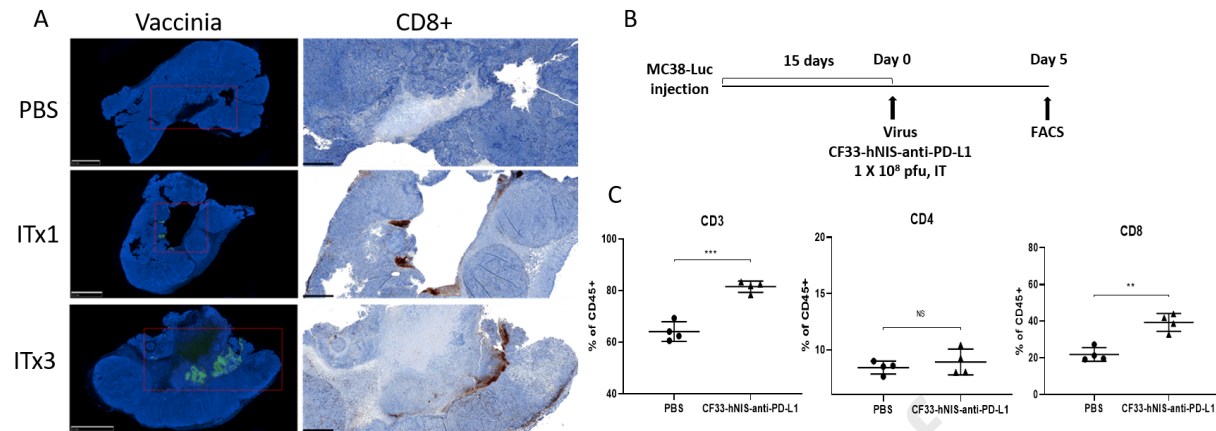 A
Vaccinia
CD8+
PBS
ITx1
ITx3
B
15 days
Day 0
Day 5
MC38-Luc
injection
Virus
CF33-hNIS-anti-PD-L1
1 X 10⁸ pfu, IT
FACS
C
CD3
% of CD45+
100
80
60
40
***
PBS
CF33-hNIS-anti-PD-L1
CD4
% of CD45+
20
15
10
NS
PBS
CF33-hNIS-anti-PD-L1
CD8
% of CD45+
80
60
40
20
0
**
PBS
CF33-hNIS-anti-PD-L1